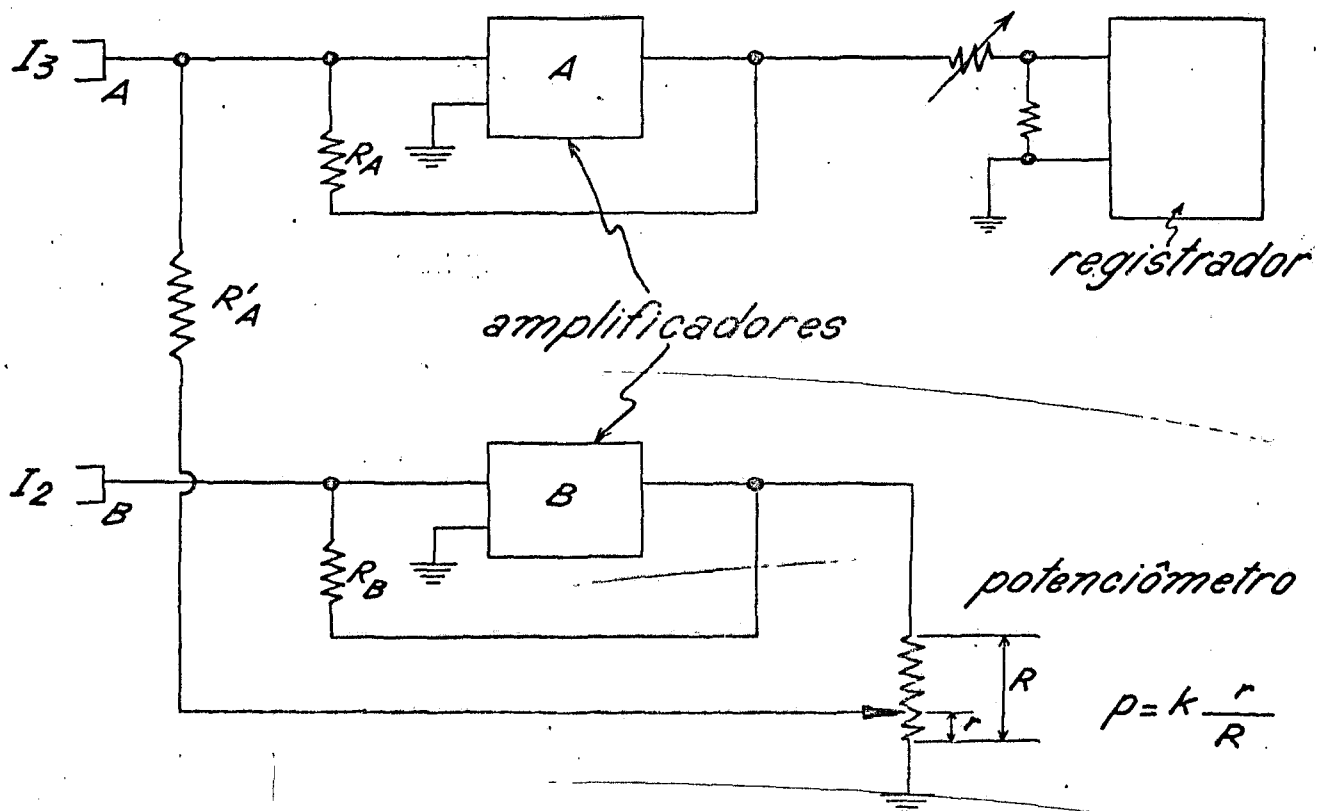 I3
A
A
RA
registrador
R'A
amplificadores
I2
B
B
RB
potenciômetro
R
r
p = k r/R